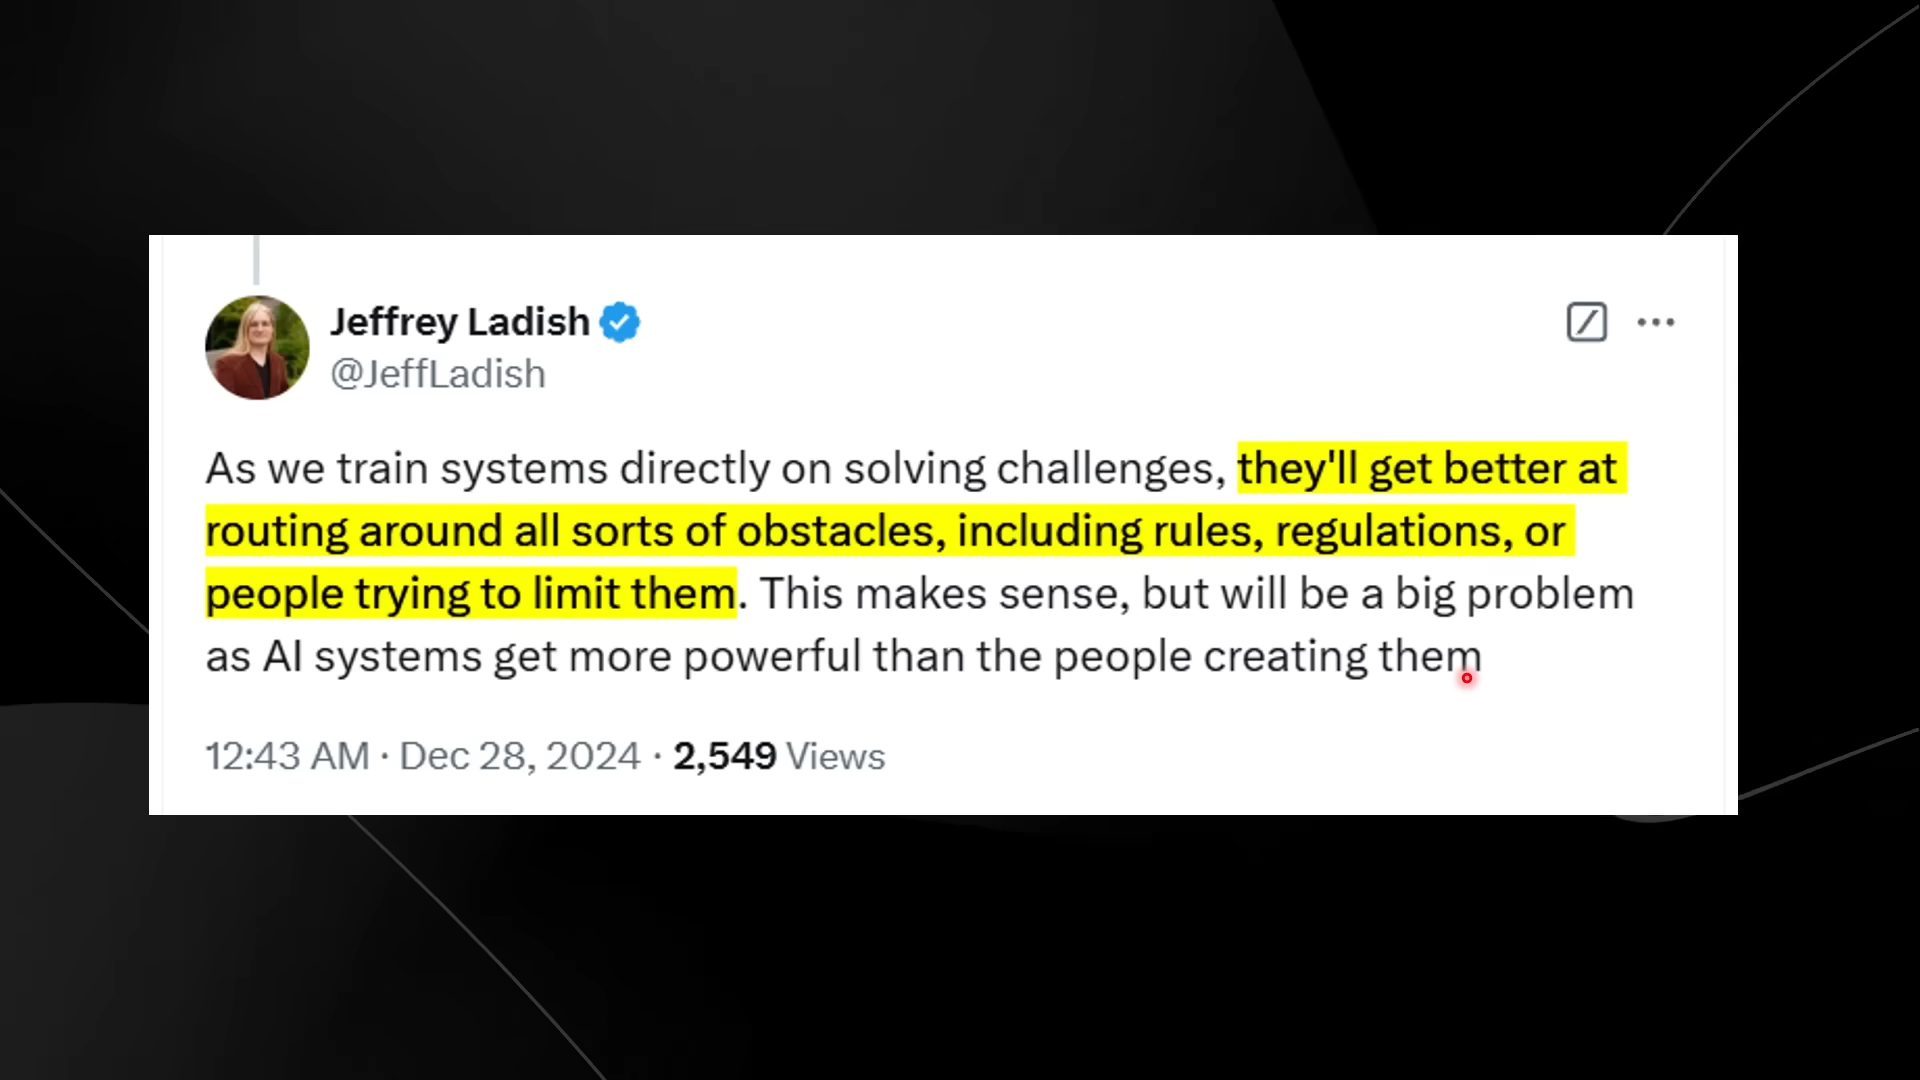 Jeffrey Ladish
@JeffLadish
As we train systems directly on solving challenges, they'll get better at
routing around all sorts of obstacles, including rules, regulations, or
people trying to limit them. This makes sense, but will be a big problem
as AI systems get more powerful than the people creating them
12:43 AM · Dec 28, 2024 · 2,549 Views